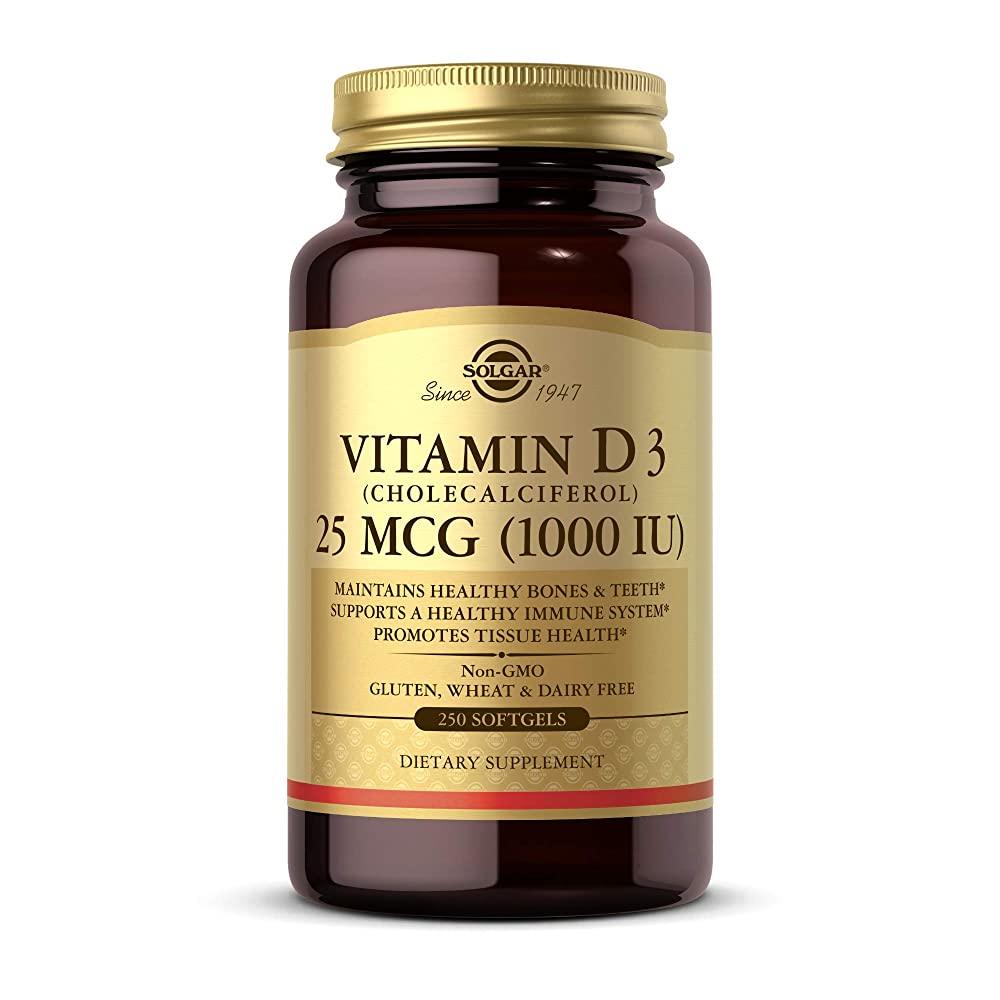 SOLGAR®
Since 1947
VITAMIN D3
(CHOLECALCIFEROL)
25 MCG (1000 IU)
MAINTAINS HEALTHY BONES & TEETH*
SUPPORTS A HEALTHY IMMUNE SYSTEM*
PROMOTES TISSUE HEALTH*
Non-GMO
GLUTEN, WHEAT & DAIRY FREE
250 SOFTGELS
DIETARY SUPPLEMENT